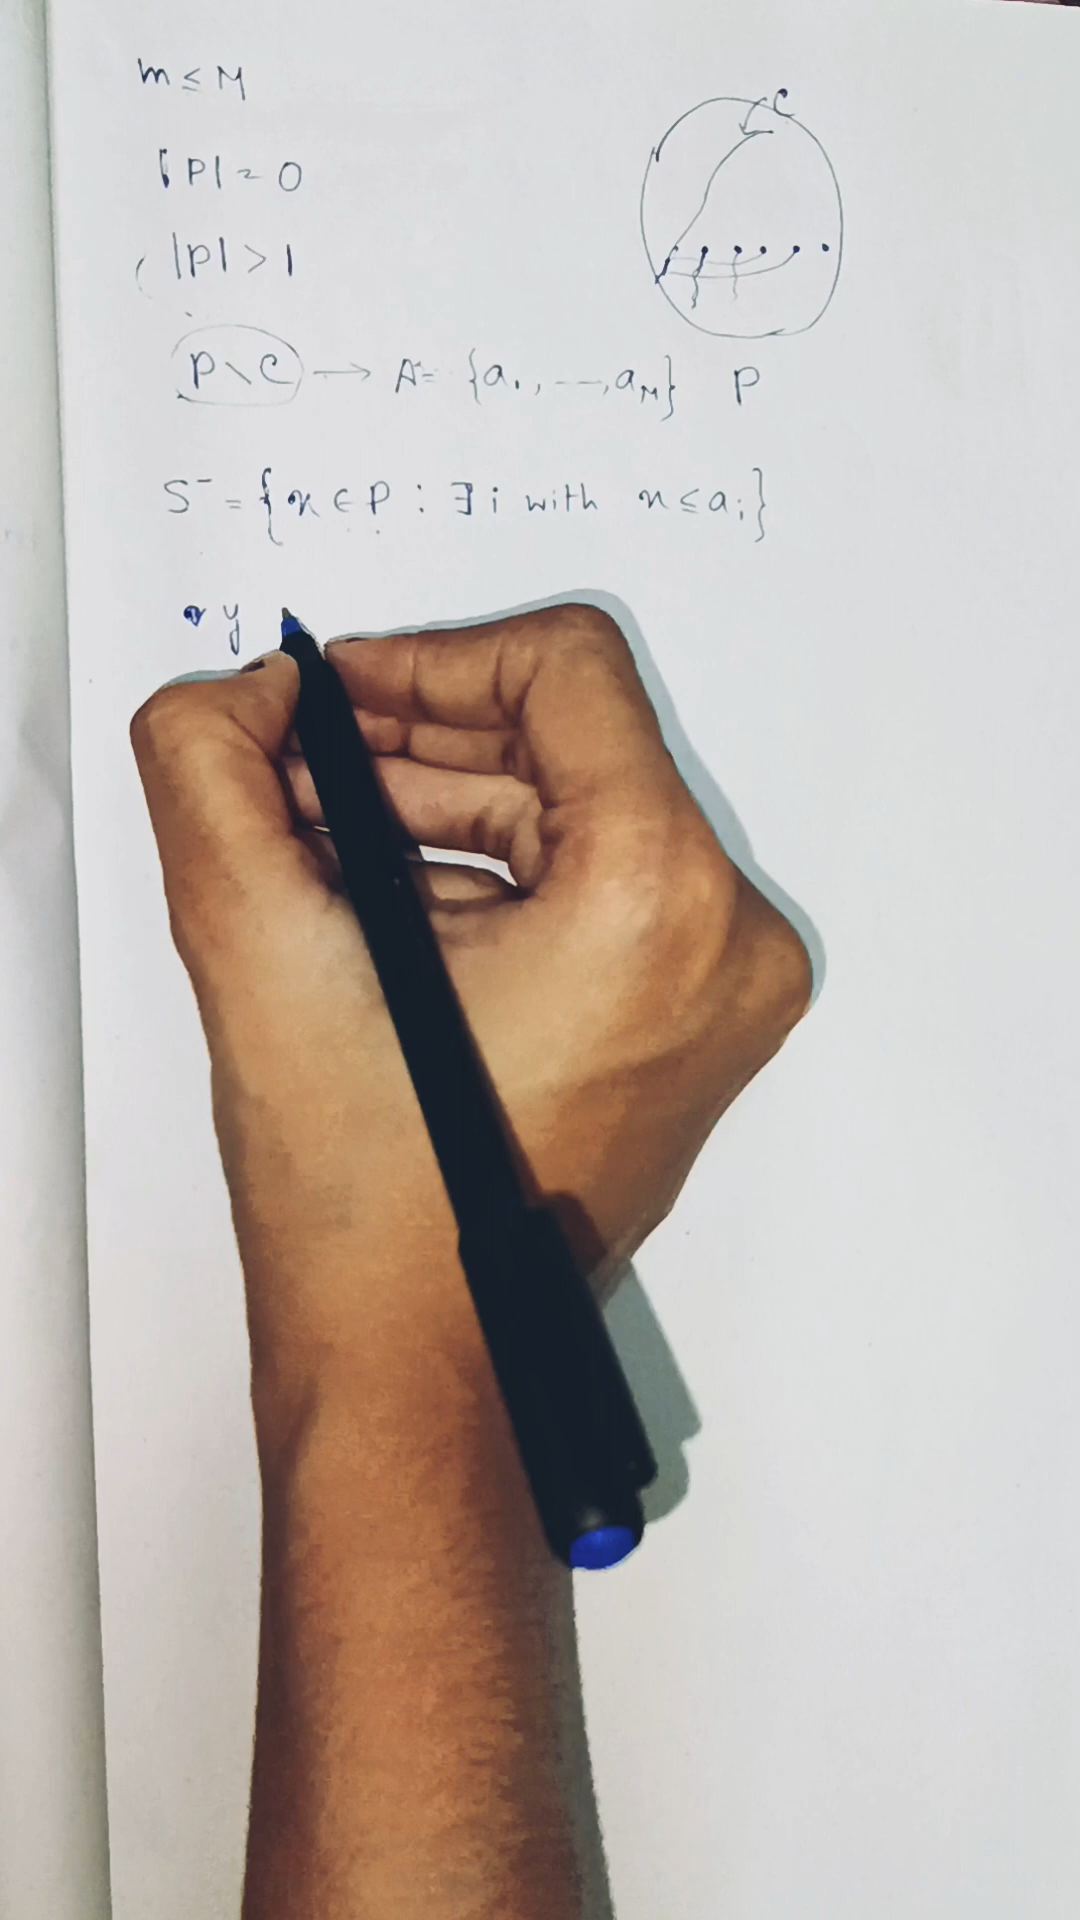 m ≤ M
C
|P| = 0
|P| > 1
P \ C → A = {a₁, ---, a_M} P
S⁻ = {x ∈ P : ∃ i with x ≤ aᵢ}
y